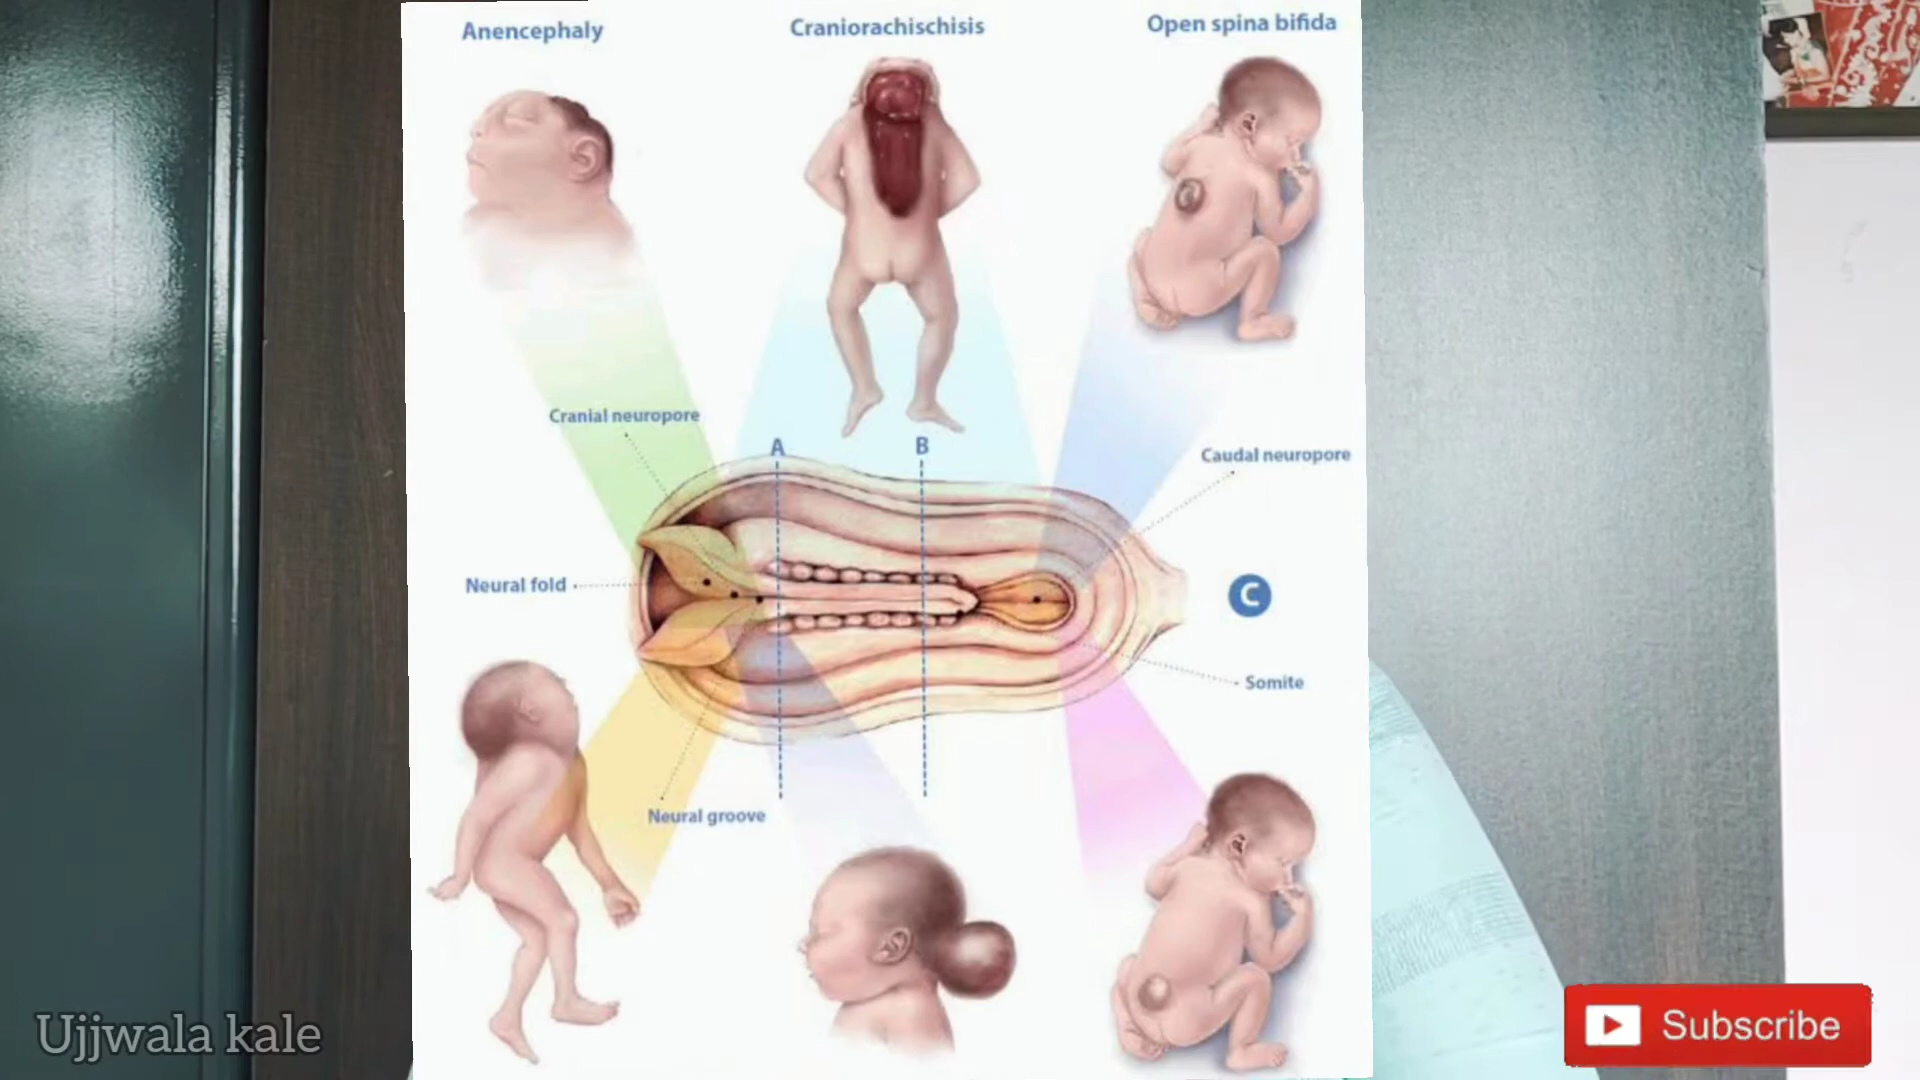 Anencephaly
Craniorachischisis
Open spina bifida
Cranial neuropore
A
B
Caudal neuropore
Neural fold
C
Somite
Neural groove
Ujjwala kale
Subscribe